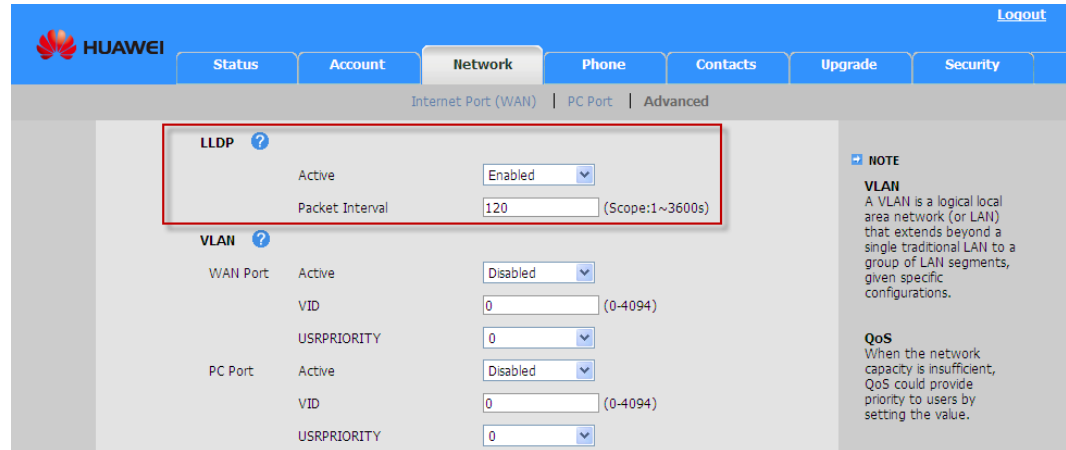 Logout
HUAWEI
Status Account Network Phone Contacts Upgrade Security
Internet Port (WAN) | PC Port | Advanced
LLDP ?
Active Enabled
Packet Interval 120 (Scope:1~3600s)
VLAN ?
WAN Port Active Disabled
VID 0 (0-4094)
USRPRIORITY 0
PC Port Active Disabled
VID 0 (0-4094)
USRPRIORITY 0
NOTE
VLAN
A VLAN is a logical local
area network (or LAN)
that extends beyond a
single traditional LAN to a
group of LAN segments,
given specific
configurations.
QoS
When the network
capacity is insufficient,
QoS could provide
priority to users by
setting the value.